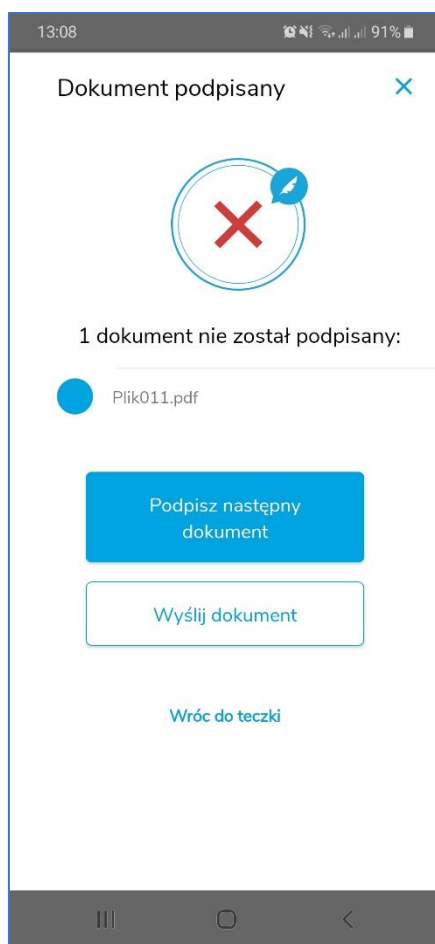 13:08 91%
Dokument podpisany
1 dokument nie został podpisany:
Plik011.pdf
Podpisz następny
dokument
Wyślij dokument
Wróc do teczki